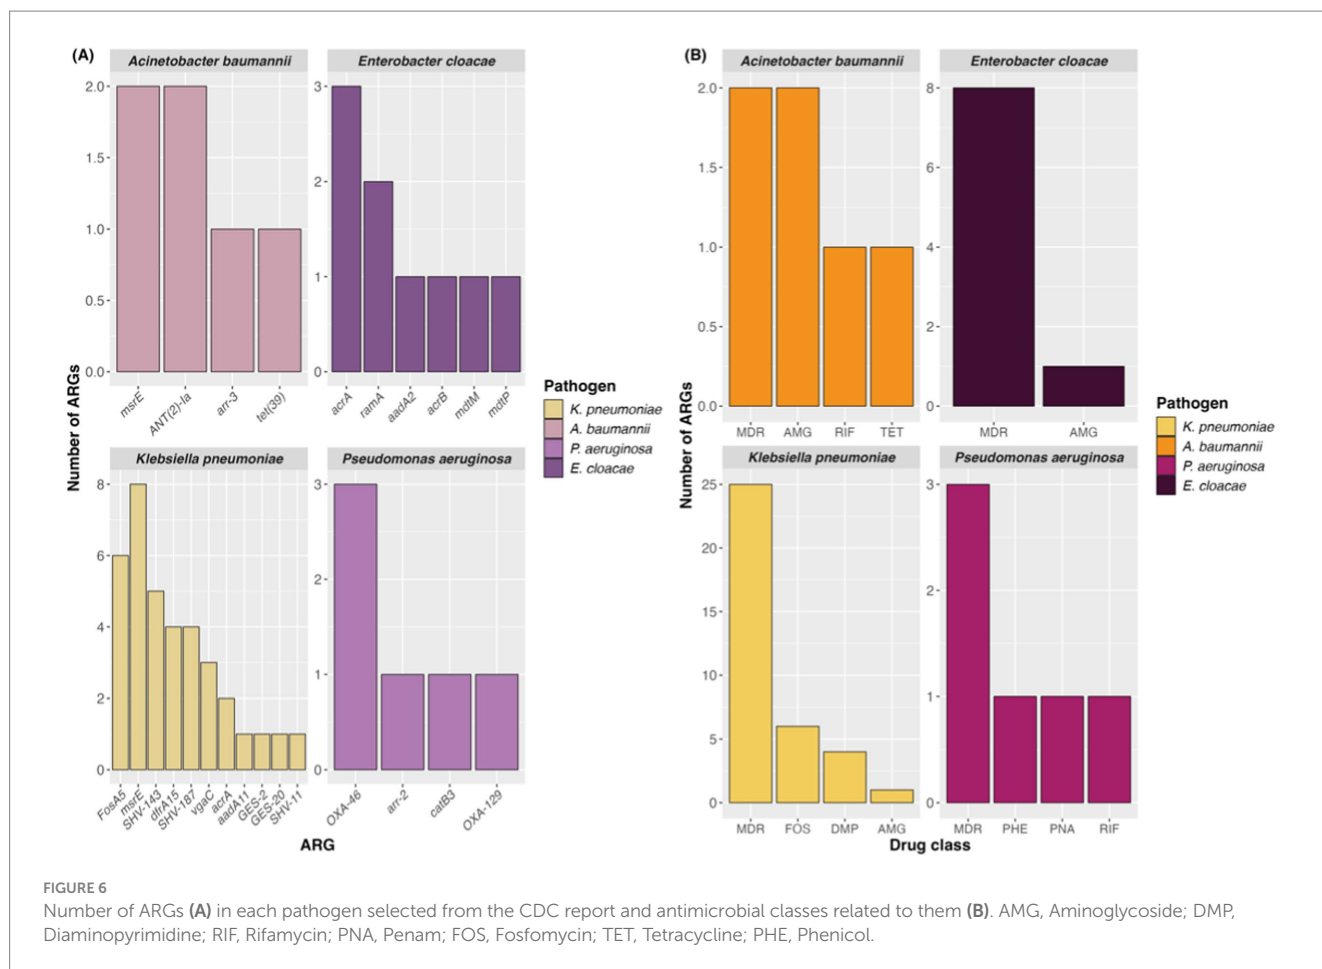 (A)
Acinetobacter baumannii
Enterobacter cloacae
2.0
1.5
1.0
0.5
0.0
msrE
ANT(2)-Ia
arr-3
tet(39)
3
2
1
0
acrA
ramA
aadA2
acrB
mdtM
mdtP
Klebsiella pneumoniae
Pseudomonas aeruginosa
8
6
4
2
0
FosA5
msrE
SHV-143
dfrA15
SHV-187
vgaC
acrA
aadA11
GES-2
GES-20
SHV-11
3
2
1
0
OXA-46
arr-2
catB3
OXA-129
Number of ARGs
ARG
Pathogen
K. pneumoniae
A. baumannii
P. aeruginosa
E. cloacae
(B)
Acinetobacter baumannii
Enterobacter cloacae
2.0
1.5
1.0
0.5
0.0
MDR
AMG
RIF
TET
8
6
4
2
0
MDR
AMG
Klebsiella pneumoniae
Pseudomonas aeruginosa
25
20
15
10
5
0
MDR
FOS
DMP
AMG
3
2
1
0
MDR
PHE
PNA
RIF
Number of ARGs
Drug class
Pathogen
K. pneumoniae
A. baumannii
P. aeruginosa
E. cloacae
FIGURE 6
Number of ARGs (A) in each pathogen selected from the CDC report and antimicrobial classes related to them (B). AMG, Aminoglycoside; DMP,
Diaminopyrimidine; RIF, Rifamycin; PNA, Penam; FOS, Fosfomycin; TET, Tetracycline; PHE, Phenicol.